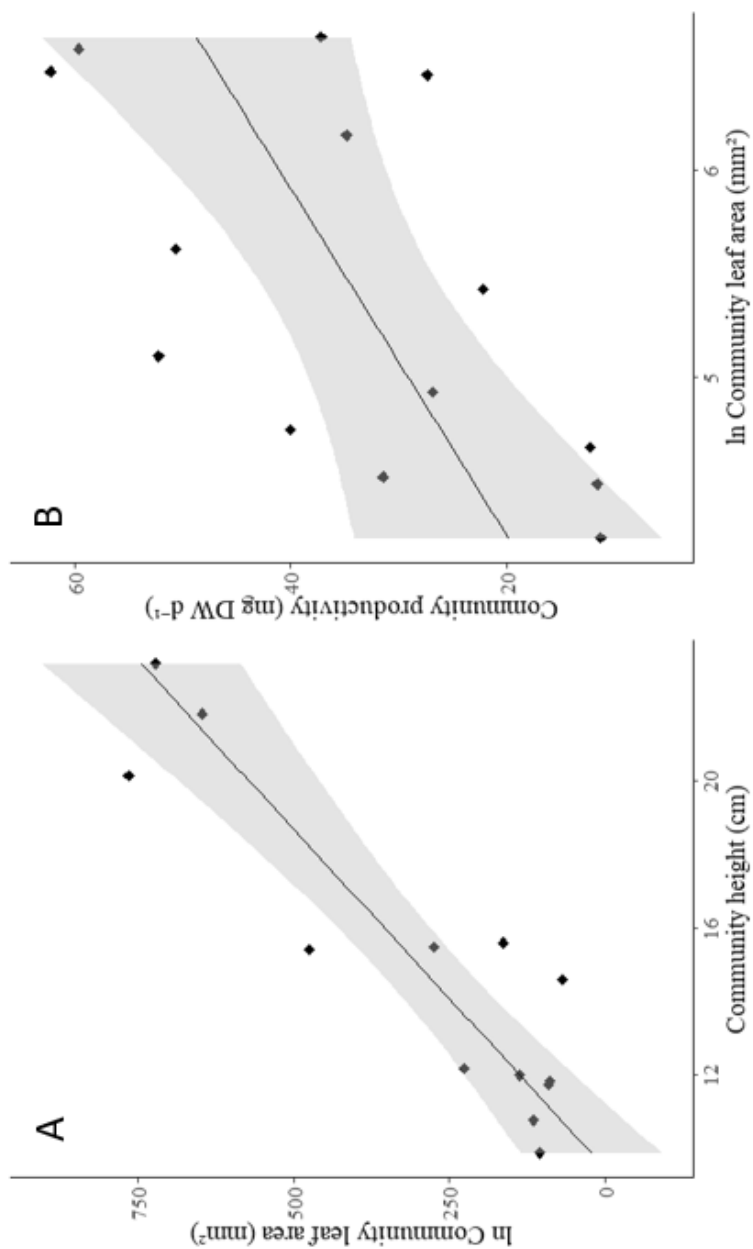 A
ln Community leaf area (mm²)
750
500
250
0
12
16
20
Community height (cm)
B
Community productivity (mg DW d⁻¹)
60
40
20
5
6
ln Community leaf area (mm²)